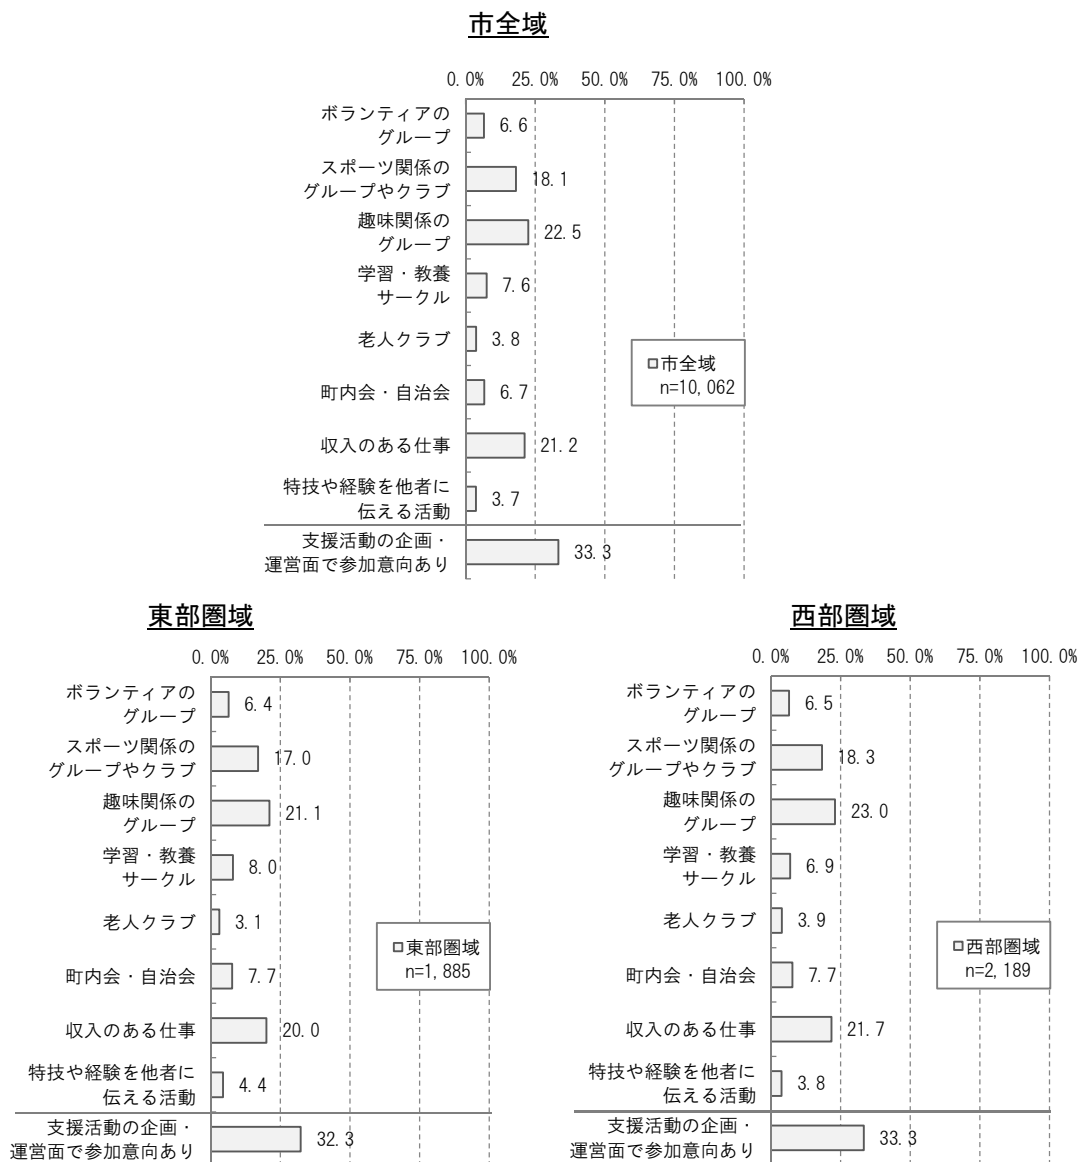 市全域
0.0% 25.0% 50.0% 75.0% 100.0%
ボランティアの
グループ
6.6
スポーツ関係の
グループやクラブ
18.1
趣味関係の
グループ
22.5
学習・教養
サークル
7.6
老人クラブ
3.8
町内会・自治会
6.7
収入のある仕事
21.2
特技や経験を他者に
伝える活動
3.7
支援活動の企画・
運営面で参加意向あり
33.3
市全域
n=10,062
東部圏域
0.0% 25.0% 50.0% 75.0% 100.0%
ボランティアの
グループ
6.4
スポーツ関係の
グループやクラブ
17.0
趣味関係の
グループ
21.1
学習・教養
サークル
8.0
老人クラブ
3.1
町内会・自治会
7.7
収入のある仕事
20.0
特技や経験を他者に
伝える活動
4.4
支援活動の企画・
運営面で参加意向あり
32.3
東部圏域
n=1,885
西部圏域
0.0% 25.0% 50.0% 75.0% 100.0%
ボランティアの
グループ
6.5
スポーツ関係の
グループやクラブ
18.3
趣味関係の
グループ
23.0
学習・教養
サークル
6.9
老人クラブ
3.9
町内会・自治会
7.7
収入のある仕事
21.7
特技や経験を他者に
伝える活動
3.8
支援活動の企画・
運営面で参加意向あり
33.3
西部圏域
n=2,189